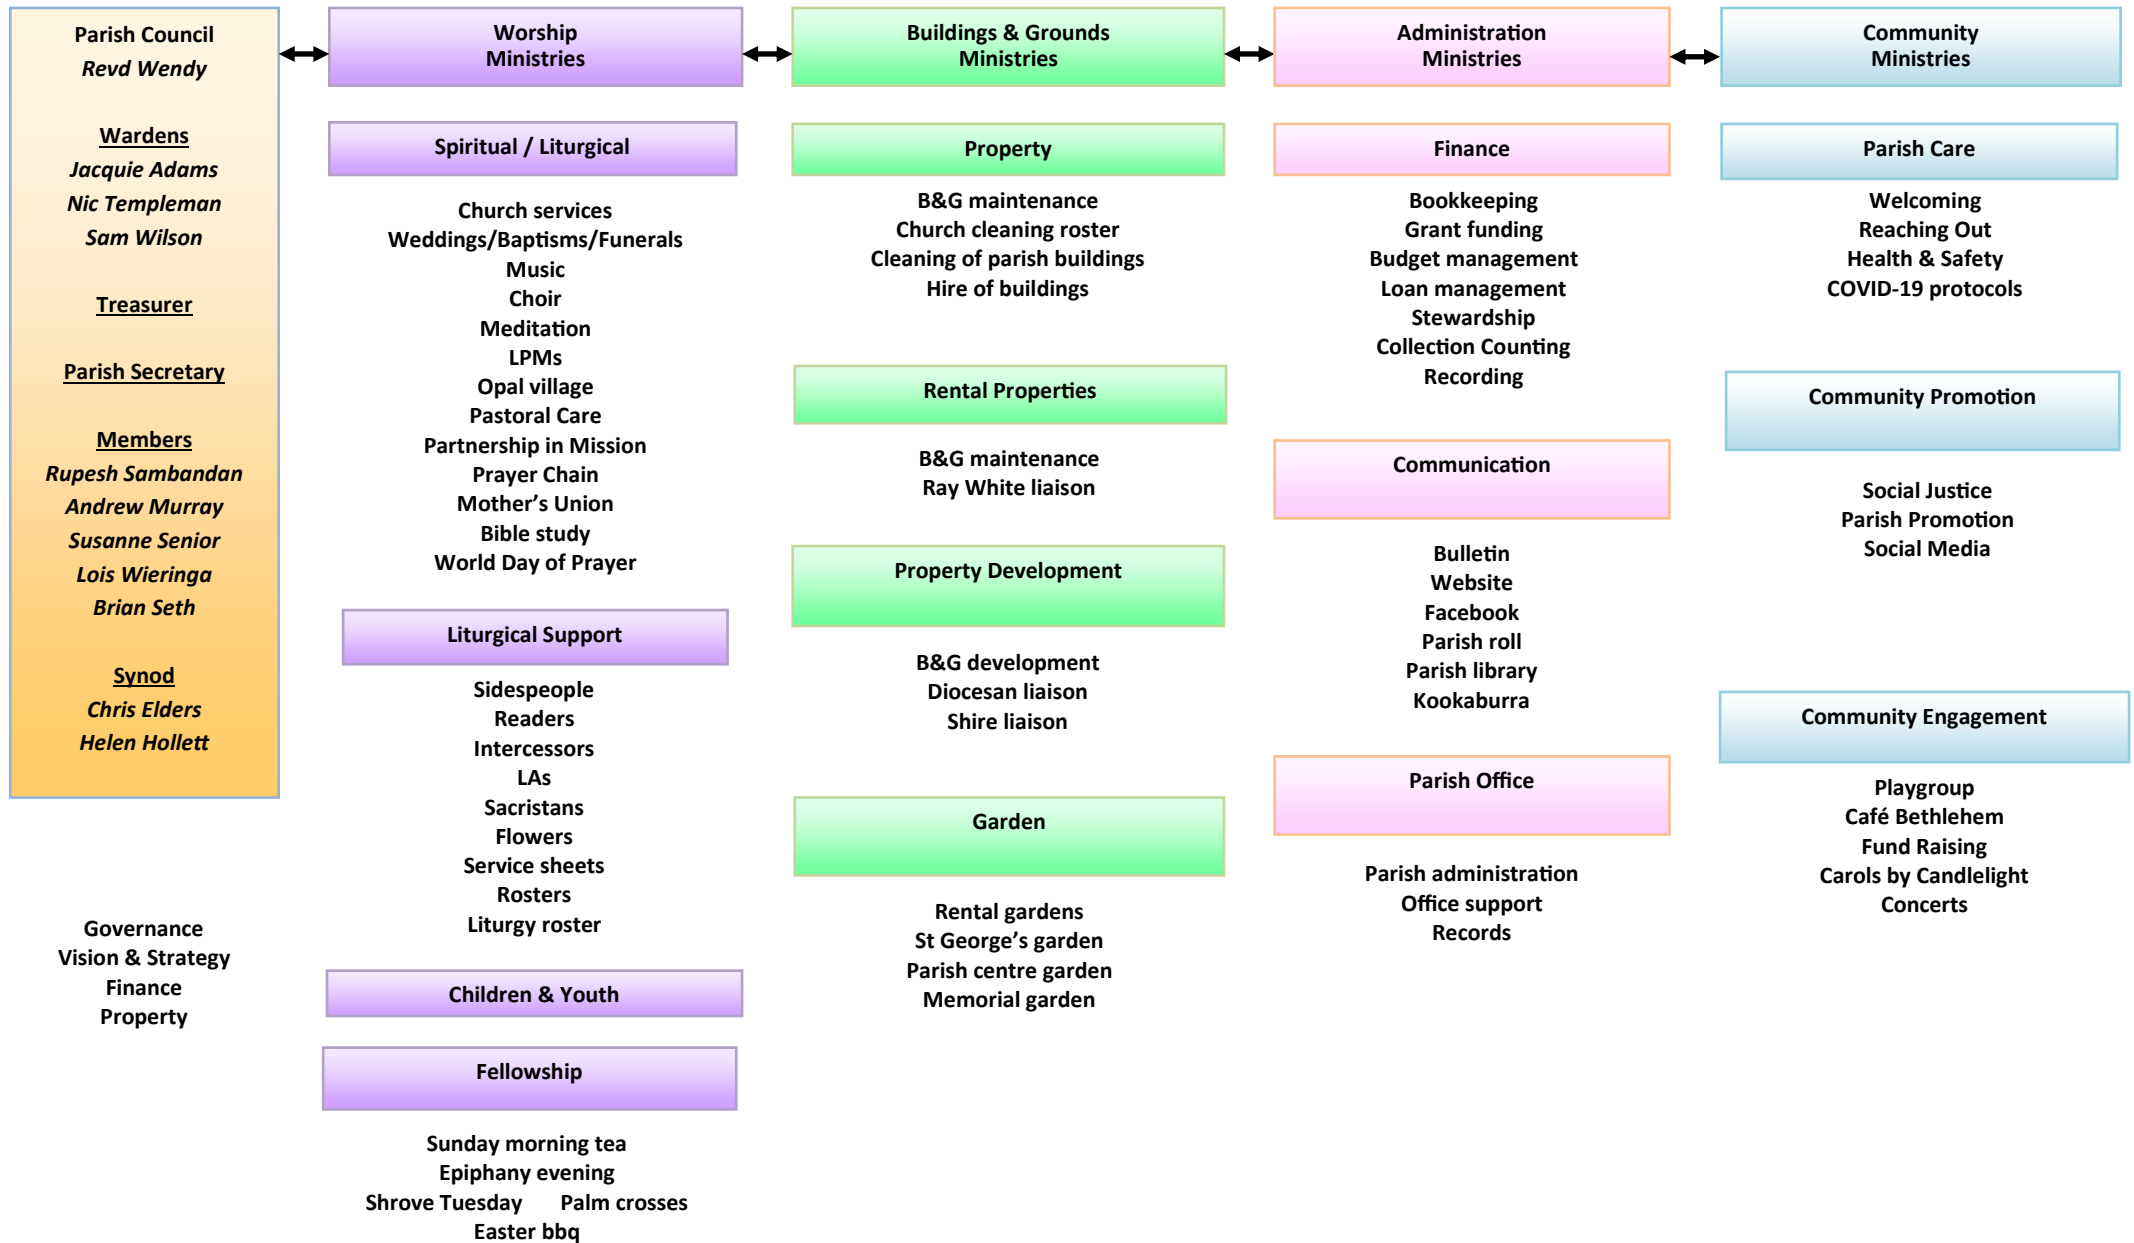 Parish Council
Revd Wendy
Wardens
Jacquie Adams
Nic Templeman
Sam Wilson
Treasurer
Parish Secretary
Members
Rupesh Sambandan
Andrew Murray
Susanne Senior
Lois Wieringa
Brian Seth
Synod
Chris Elders
Helen Hollett
Governance
Vision & Strategy
Finance
Property
Worship
Ministries
Spiritual / Liturgical
Church services
Weddings/Baptisms/Funerals
Music
Choir
Meditation
LPMs
Opal village
Pastoral Care
Partnership in Mission
Prayer Chain
Mother's Union
Bible study
World Day of Prayer
Liturgical Support
Sidespeople
Readers
Intercessors
LAs
Sacristans
Flowers
Service sheets
Rosters
Liturgy roster
Children & Youth
Fellowship
Sunday morning tea
Epiphany evening
Shrove Tuesday Palm crosses
Easter bbq
Buildings & Grounds
Ministries
Property
B&G maintenance
Church cleaning roster
Cleaning of parish buildings
Hire of buildings
Rental Properties
B&G maintenance
Ray White liaison
Property Development
B&G development
Diocesan liaison
Shire liaison
Garden
Rental gardens
St George's garden
Parish centre garden
Memorial garden
Administration
Ministries
Finance
Bookkeeping
Grant funding
Budget management
Loan management
Stewardship
Collection Counting
Recording
Communication
Bulletin
Website
Facebook
Parish roll
Parish library
Kookaburra
Parish Office
Parish administration
Office support
Records
Community
Ministries
Parish Care
Welcoming
Reaching Out
Health & Safety
COVID-19 protocols
Community Promotion
Social Justice
Parish Promotion
Social Media
Community Engagement
Playgroup
Café Bethlehem
Fund Raising
Carols by Candlelight
Concerts